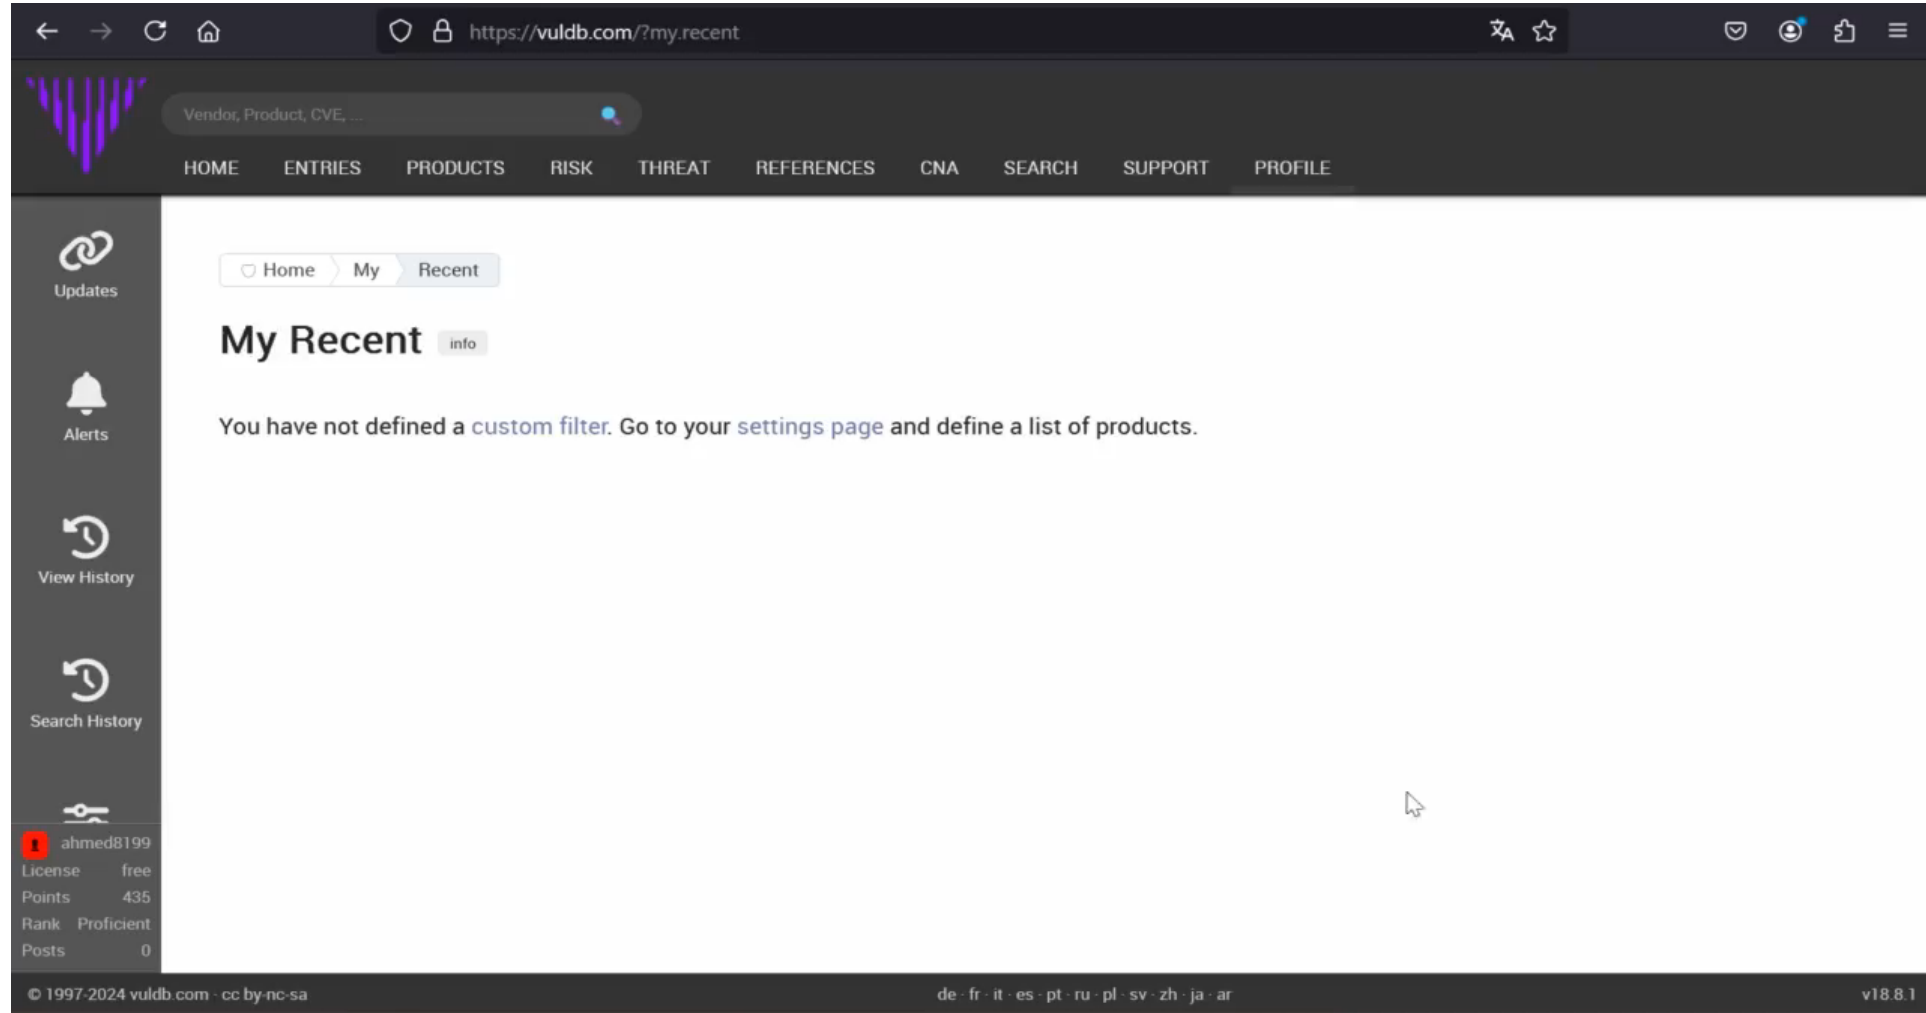 https://vuldb.com/?my.recent
Vendor, Product, CVE, ...
HOME ENTRIES PRODUCTS RISK THREAT REFERENCES CNA SEARCH SUPPORT PROFILE
Updates
Alerts
View History
Search History
Home My Recent
My Recent info
You have not defined a custom filter. Go to your settings page and define a list of products.
ahmed8199
License free
Points 435
Rank Proficient
Posts 0
© 1997-2024 vuldb.com · cc by-nc-sa
de · fr · it · es · pt · ru · pl · sv · zh · ja · ar
v18.8.1